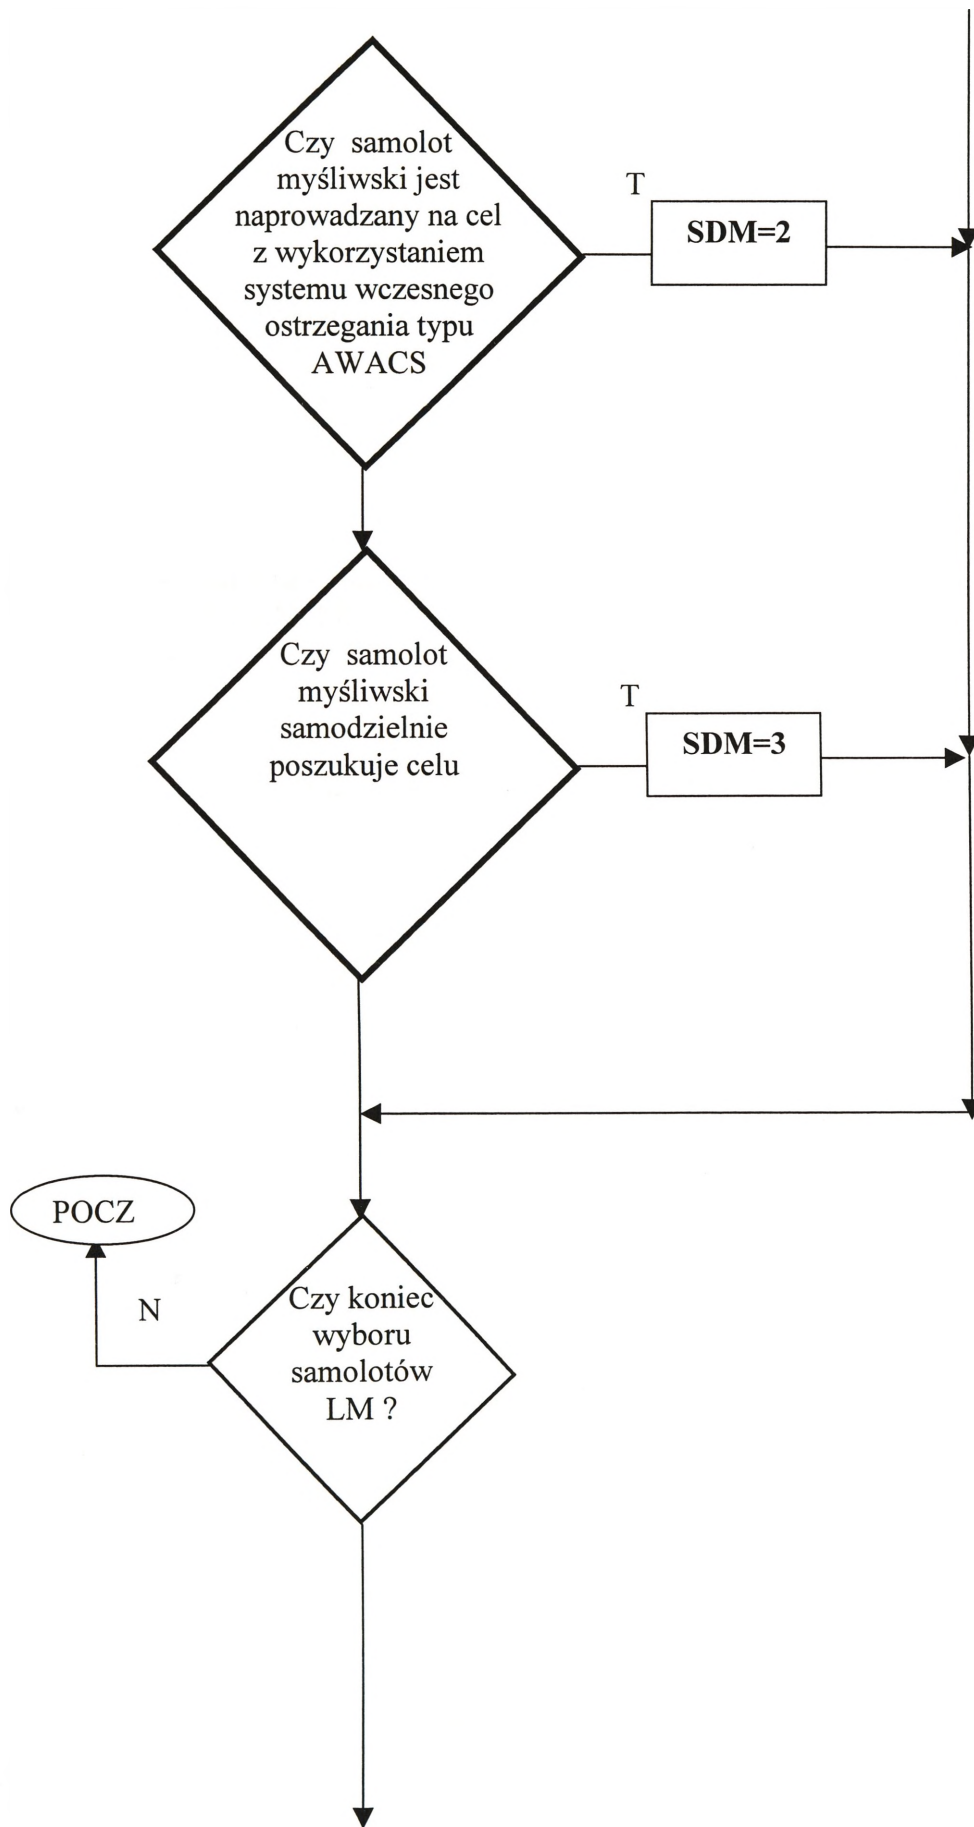 Czy samolot
myśliwski jest
naprowadzany na cel
z wykorzystaniem
systemu wczesnego
ostrzegania typu
AWACS
T
SDM=2
Czy samolot
myśliwski
samodzielnie
poszukuje celu
T
SDM=3
POCZ
N
Czy koniec
wyboru
samolotów
LM ?